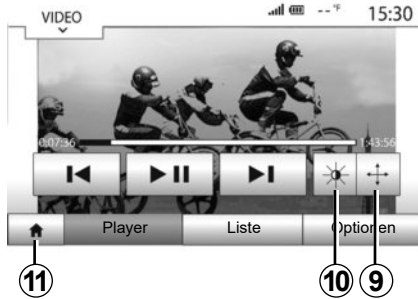 VIDEO
--°F 15:30
0:07:36 1:43:56
Player Liste Optionen
11 10 9